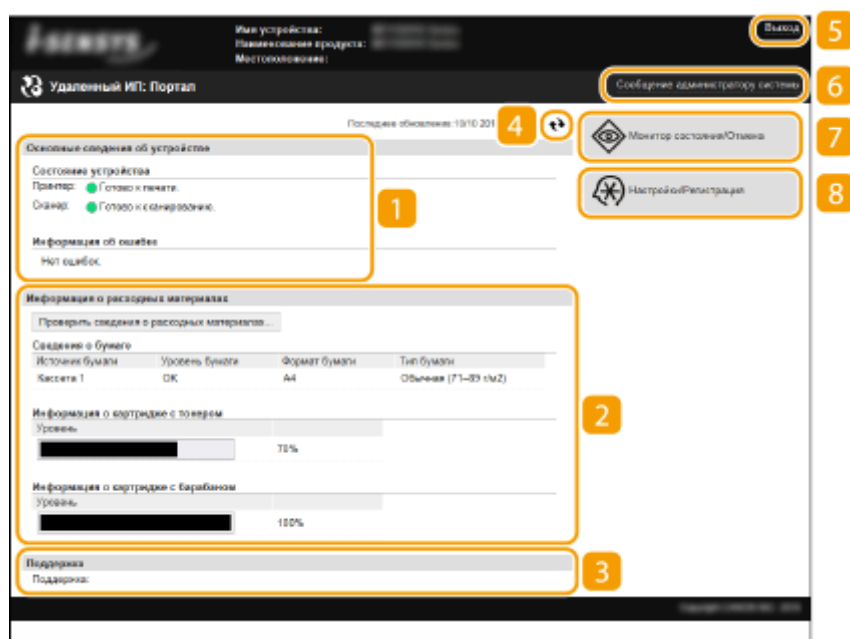 i-SENSYS
Имя устройства:
Наименование продукта:
Местоположение:
Выход
5
Удаленный ИП: Портал
Сообщение администратору системы
6
Последнее обновление: 10/10 201
4
Монитор состояния/Отмена
7
Основные сведения об устройстве
Состояние устройства
Принтер: Готово к печати.
Сканер: Готово к сканированию.
1
Настройки/Регистрация
8
Информация об ошибке
Нет ошибок.
Информация о расходных материалах
Проверить сведения о расходных материалах...
Сведения о бумаге
Источник бумаги Уровень бумаги Формат бумаги Тип бумаги
Кассета 1 OK A4 Обычная (71–89 г/м2)
Информация о картридже с тонером
2
Уровень
70%
Информация о картридже с барабаном
Уровень
100%
Поддержка
3
Поддержка: